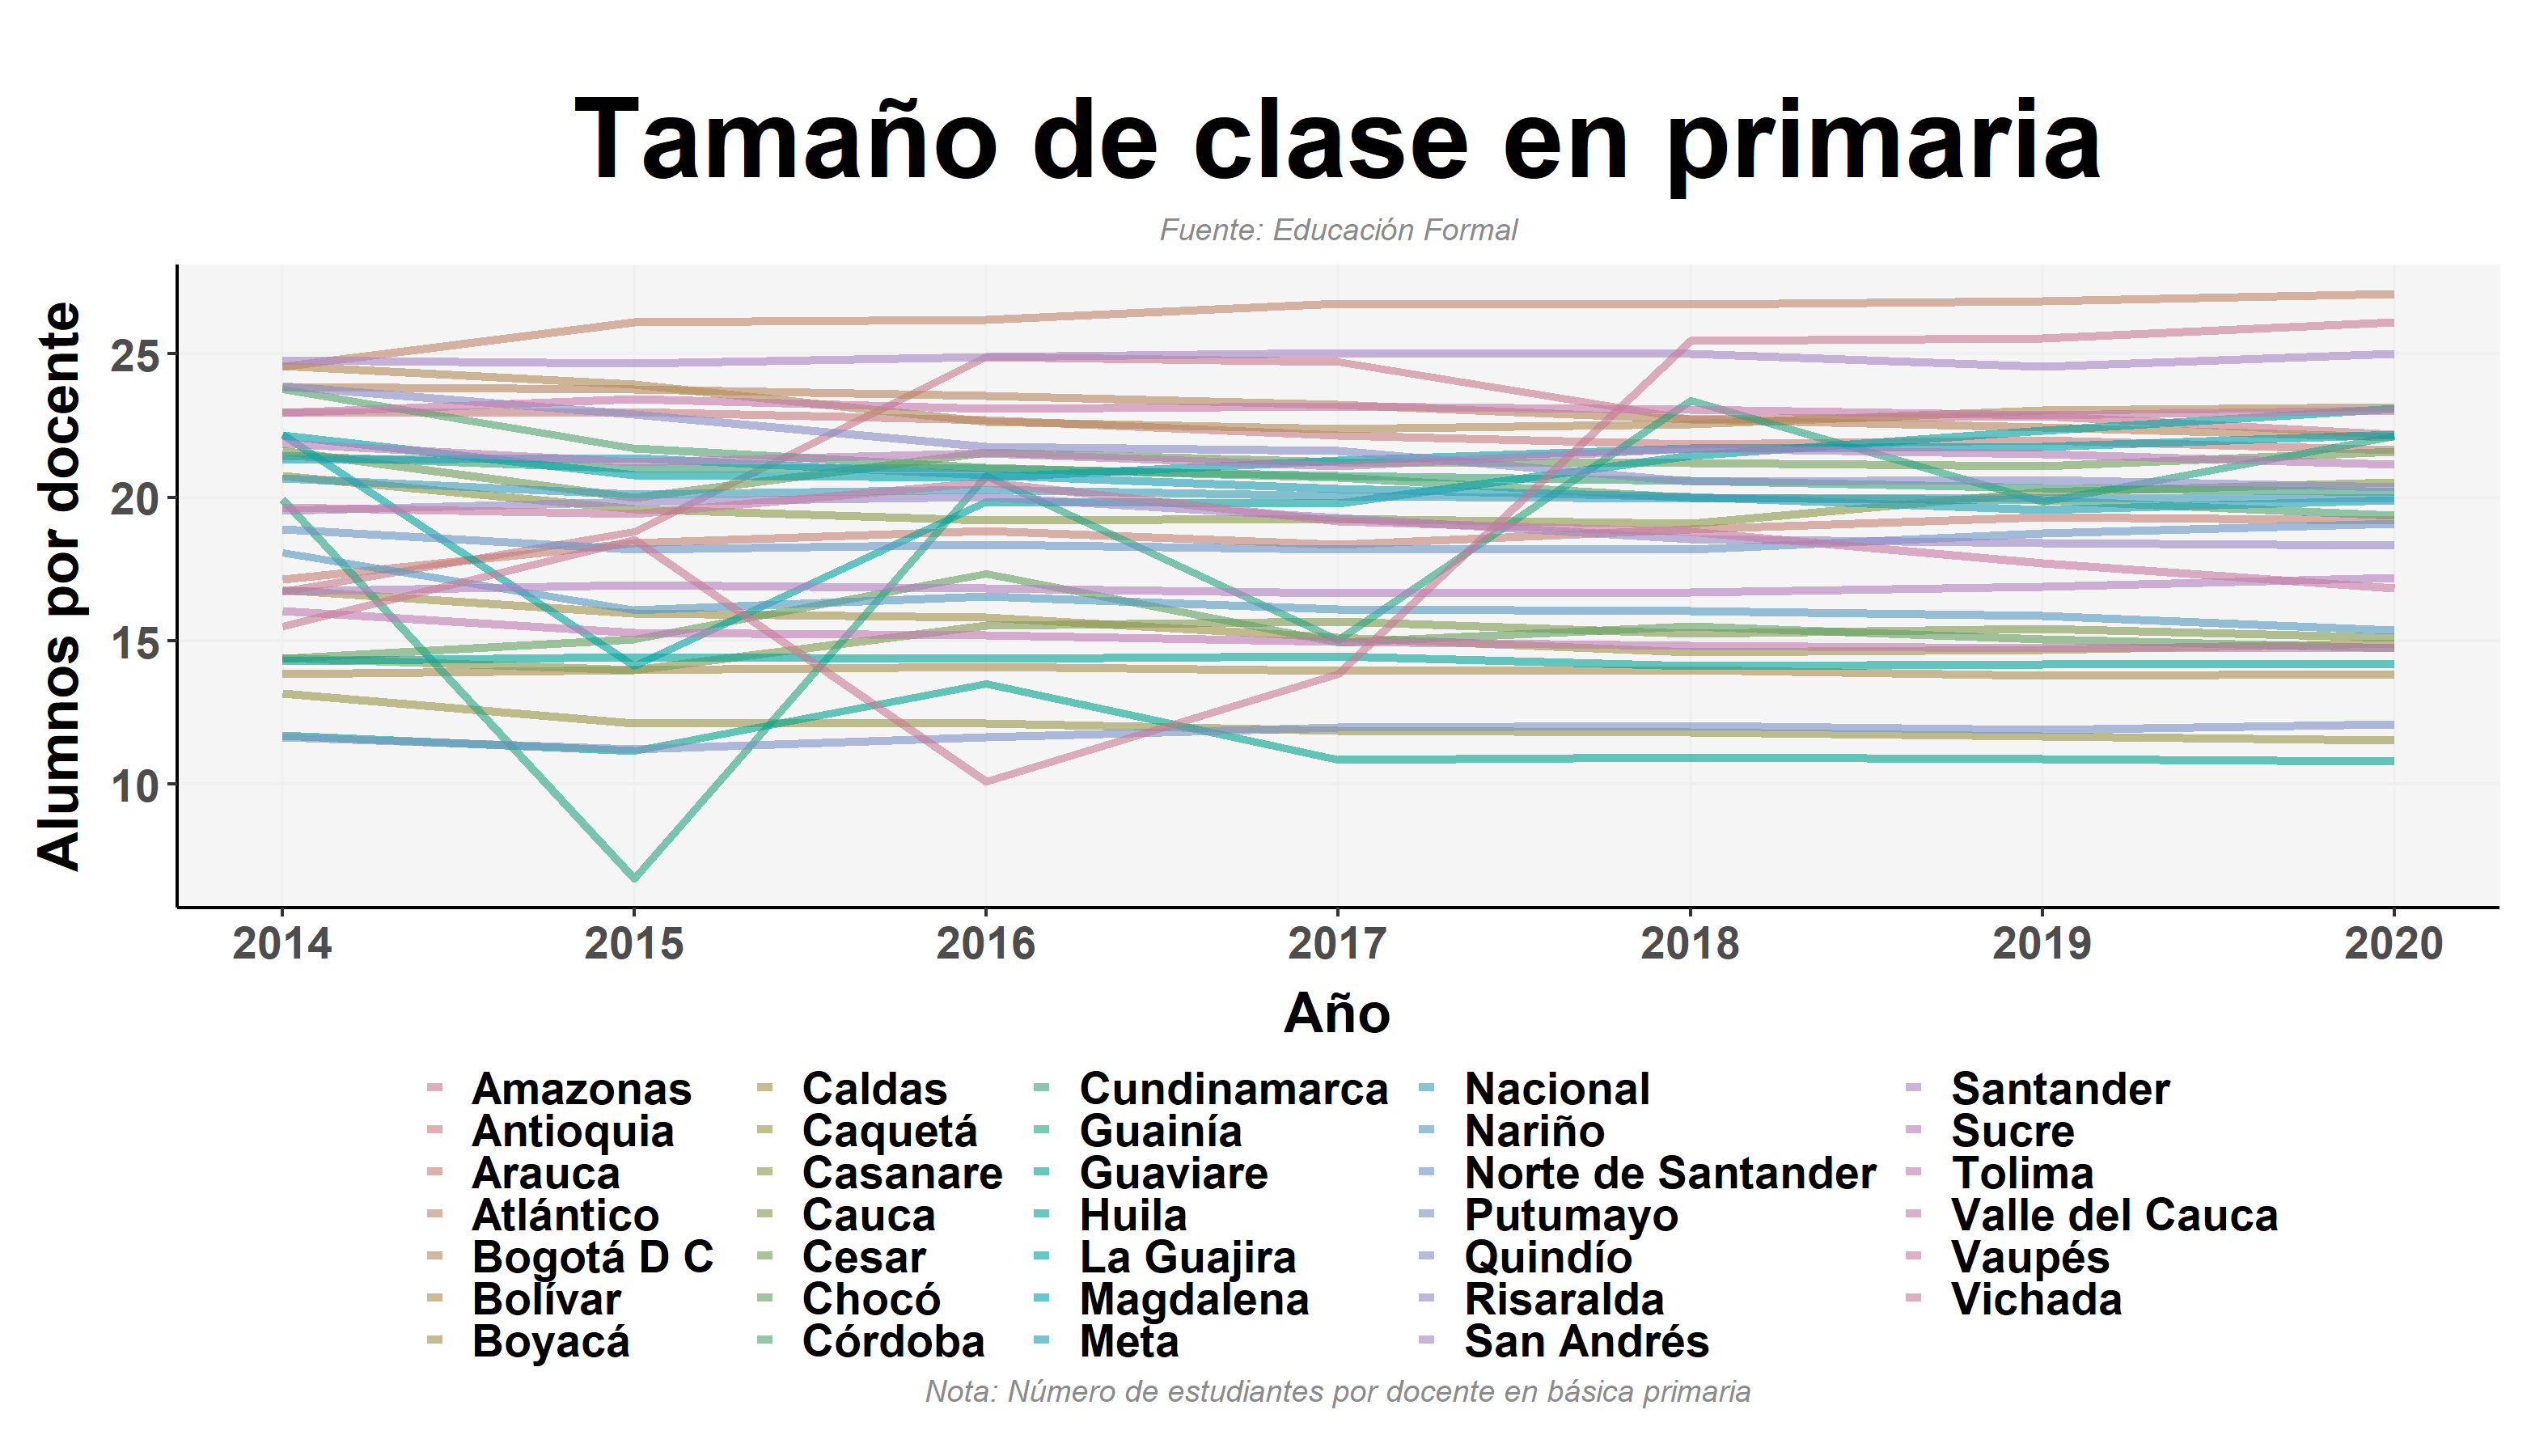 Tamaño de clase en primaria
Fuente: Educación Formal
Alumnos por docente
25
20
15
10
2014 2015 2016 2017 2018 2019 2020
Año
Amazonas Caldas Cundinamarca Nacional Santander
Antioquia Caquetá Guainía Nariño Sucre
Arauca Casanare Guaviare Norte de Santander Tolima
Atlántico Cauca Huila Putumayo Valle del Cauca
Bogotá D C Cesar La Guajira Quindío Vaupés
Bolívar Chocó Magdalena Risaralda Vichada
Boyacá Córdoba Meta San Andrés
Nota: Número de estudiantes por docente en básica primaria